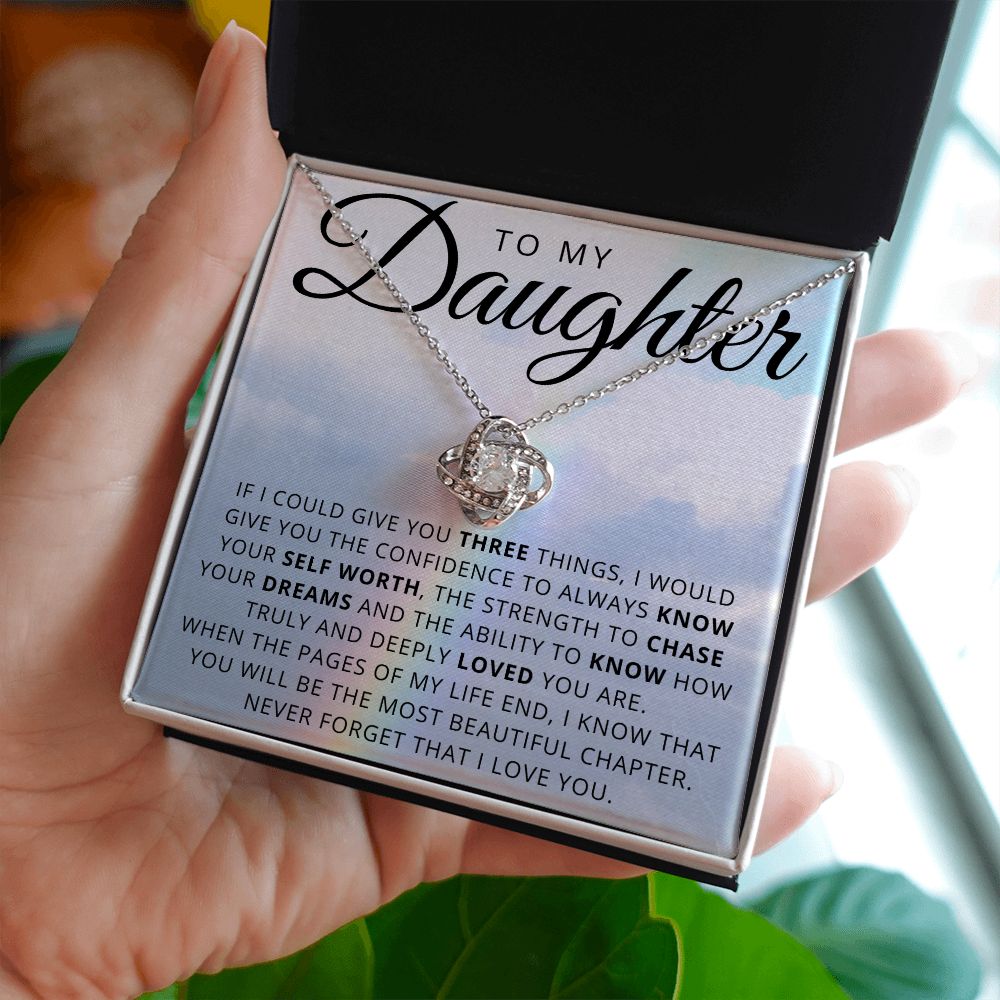 TO MY
Daughter
IF I COULD GIVE YOU THREE THINGS, I WOULD
GIVE YOU THE CONFIDENCE TO ALWAYS KNOW
YOUR SELF WORTH, THE STRENGTH TO CHASE
YOUR DREAMS AND THE ABILITY TO KNOW HOW
TRULY AND DEEPLY LOVED YOU ARE.
WHEN THE PAGES OF MY LIFE END, I KNOW THAT
YOU WILL BE THE MOST BEAUTIFUL CHAPTER.
NEVER FORGET THAT I LOVE YOU.